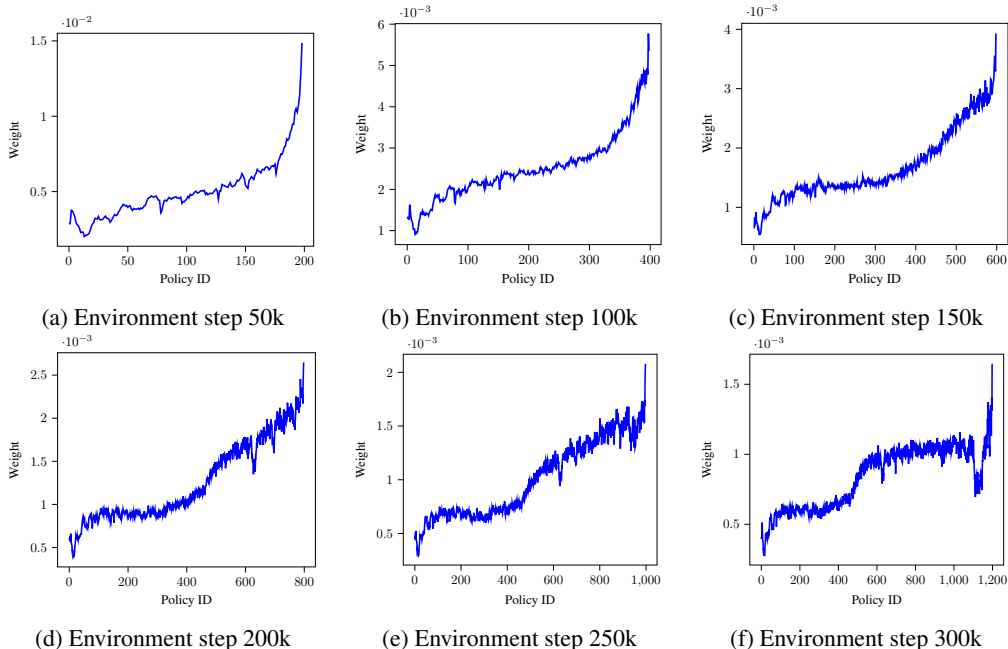 ·10⁻²
1.5
1
0.5
Weight
0 50 100 150 200
Policy ID
(a) Environment step 50k
·10⁻³
6
5
4
3
2
1
Weight
0 100 200 300 400
Policy ID
(b) Environment step 100k
·10⁻³
4
3
2
1
Weight
0 100 200 300 400 500 600
Policy ID
(c) Environment step 150k
·10⁻³
2.5
2
1.5
1
0.5
Weight
0 200 400 600 800
Policy ID
(d) Environment step 200k
·10⁻³
2
1.5
1
0.5
Weight
0 200 400 600 800 1,000
Policy ID
(e) Environment step 250k
·10⁻³
1.5
1
0.5
Weight
0 200 400 600 800 1,000 1,200
Policy ID
(f) Environment step 300k